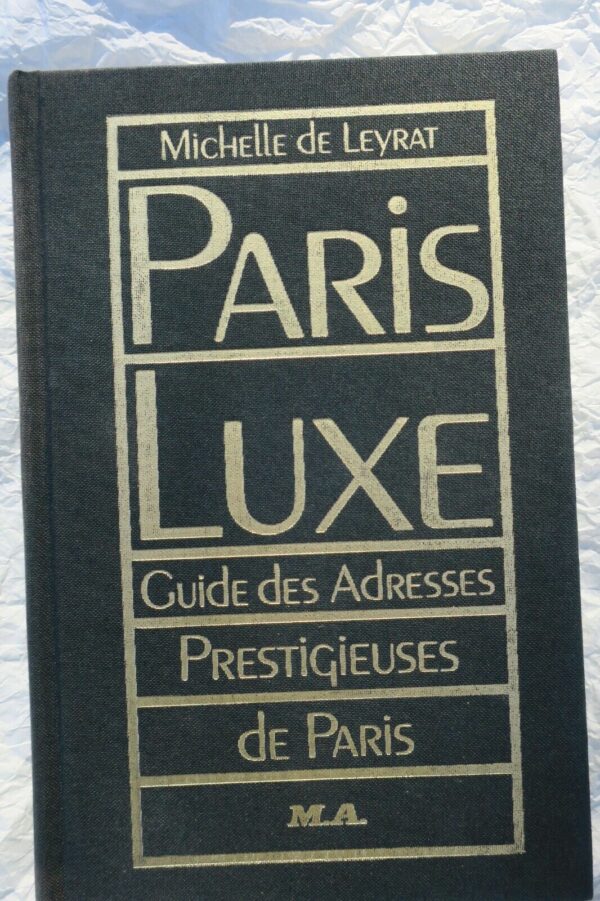 Michelle de Leyrat
Paris
Luxe
Guide des Adresses
Prestigieuses
de Paris
M.A.